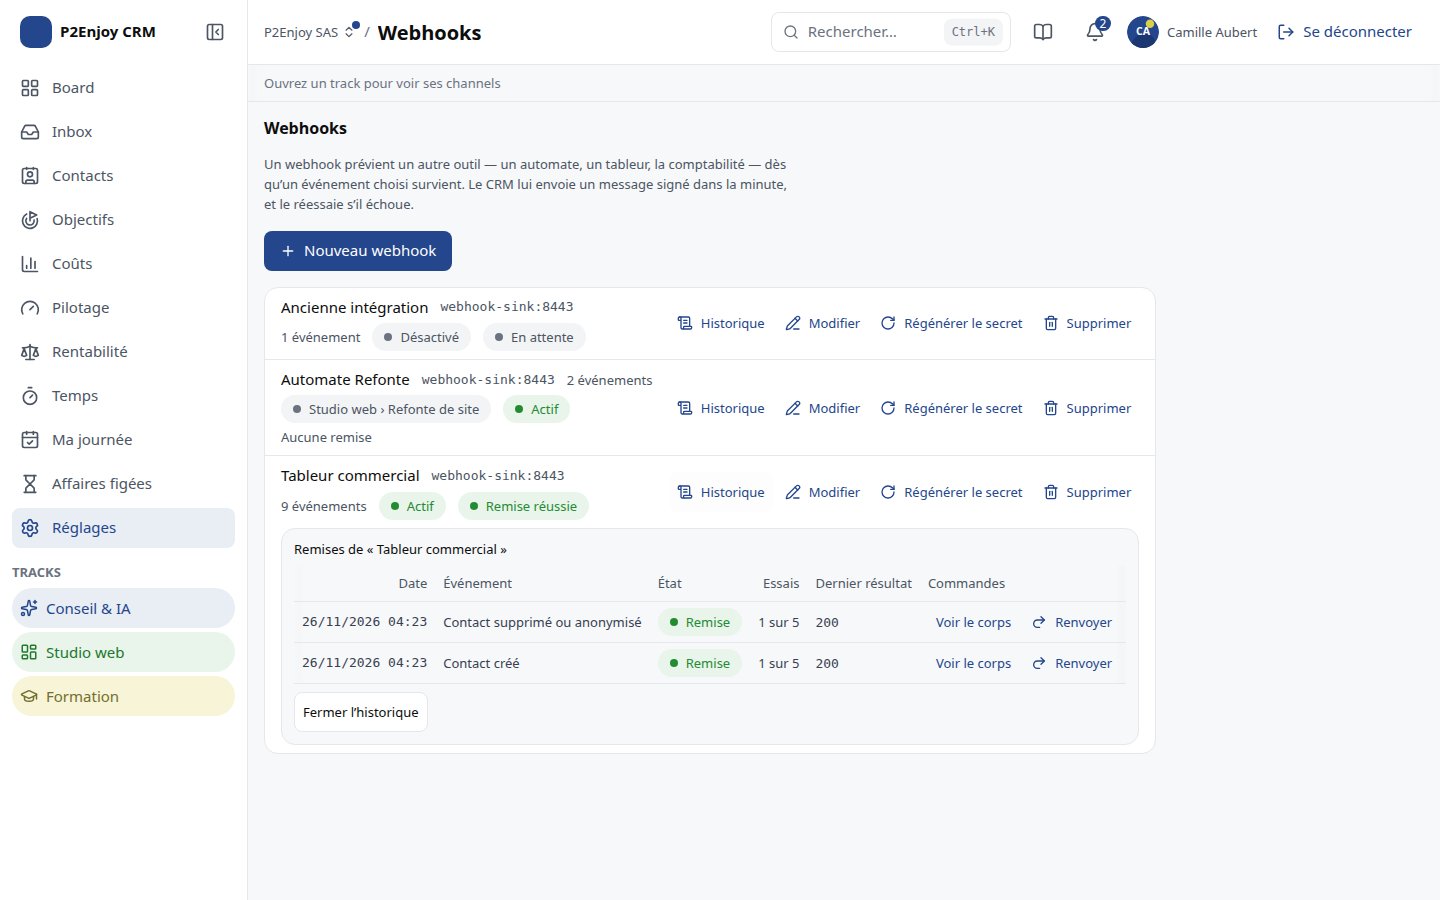 P2Enjoy CRM
Board
Inbox
Contacts
Objectifs
Coûts
Pilotage
Rentabilité
Temps
Ma journée
Affaires figées
Réglages
TRACKS
Conseil & IA
Studio web
Formation
P2Enjoy SAS / Webhooks
Rechercher... Ctrl+K
2
CA
Camille Aubert
Se déconnecter
Ouvrez un track pour voir ses channels
Webhooks
Un webhook prévient un autre outil — un automate, un tableur, la comptabilité — dès
qu’un événement choisi survient. Le CRM lui envoie un message signé dans la minute,
et le réessaie s’il échoue.
Nouveau webhook
Ancienne intégration webhook-sink:8443
1 événement Désactivé En attente
Historique Modifier Régénérer le secret Supprimer
Automate Refonte webhook-sink:8443 2 événements
Studio web › Refonte de site Actif
Aucune remise
Historique Modifier Régénérer le secret Supprimer
Tableur commercial webhook-sink:8443
9 événements Actif Remise réussie
Historique Modifier Régénérer le secret Supprimer
Remises de « Tableur commercial »
Date Événement État Essais Dernier résultat Commandes
26/11/2026 04:23 Contact supprimé ou anonymisé Remise 1 sur 5 200 Voir le corps Renvoyer
26/11/2026 04:23 Contact créé Remise 1 sur 5 200 Voir le corps Renvoyer
Fermer l’historique